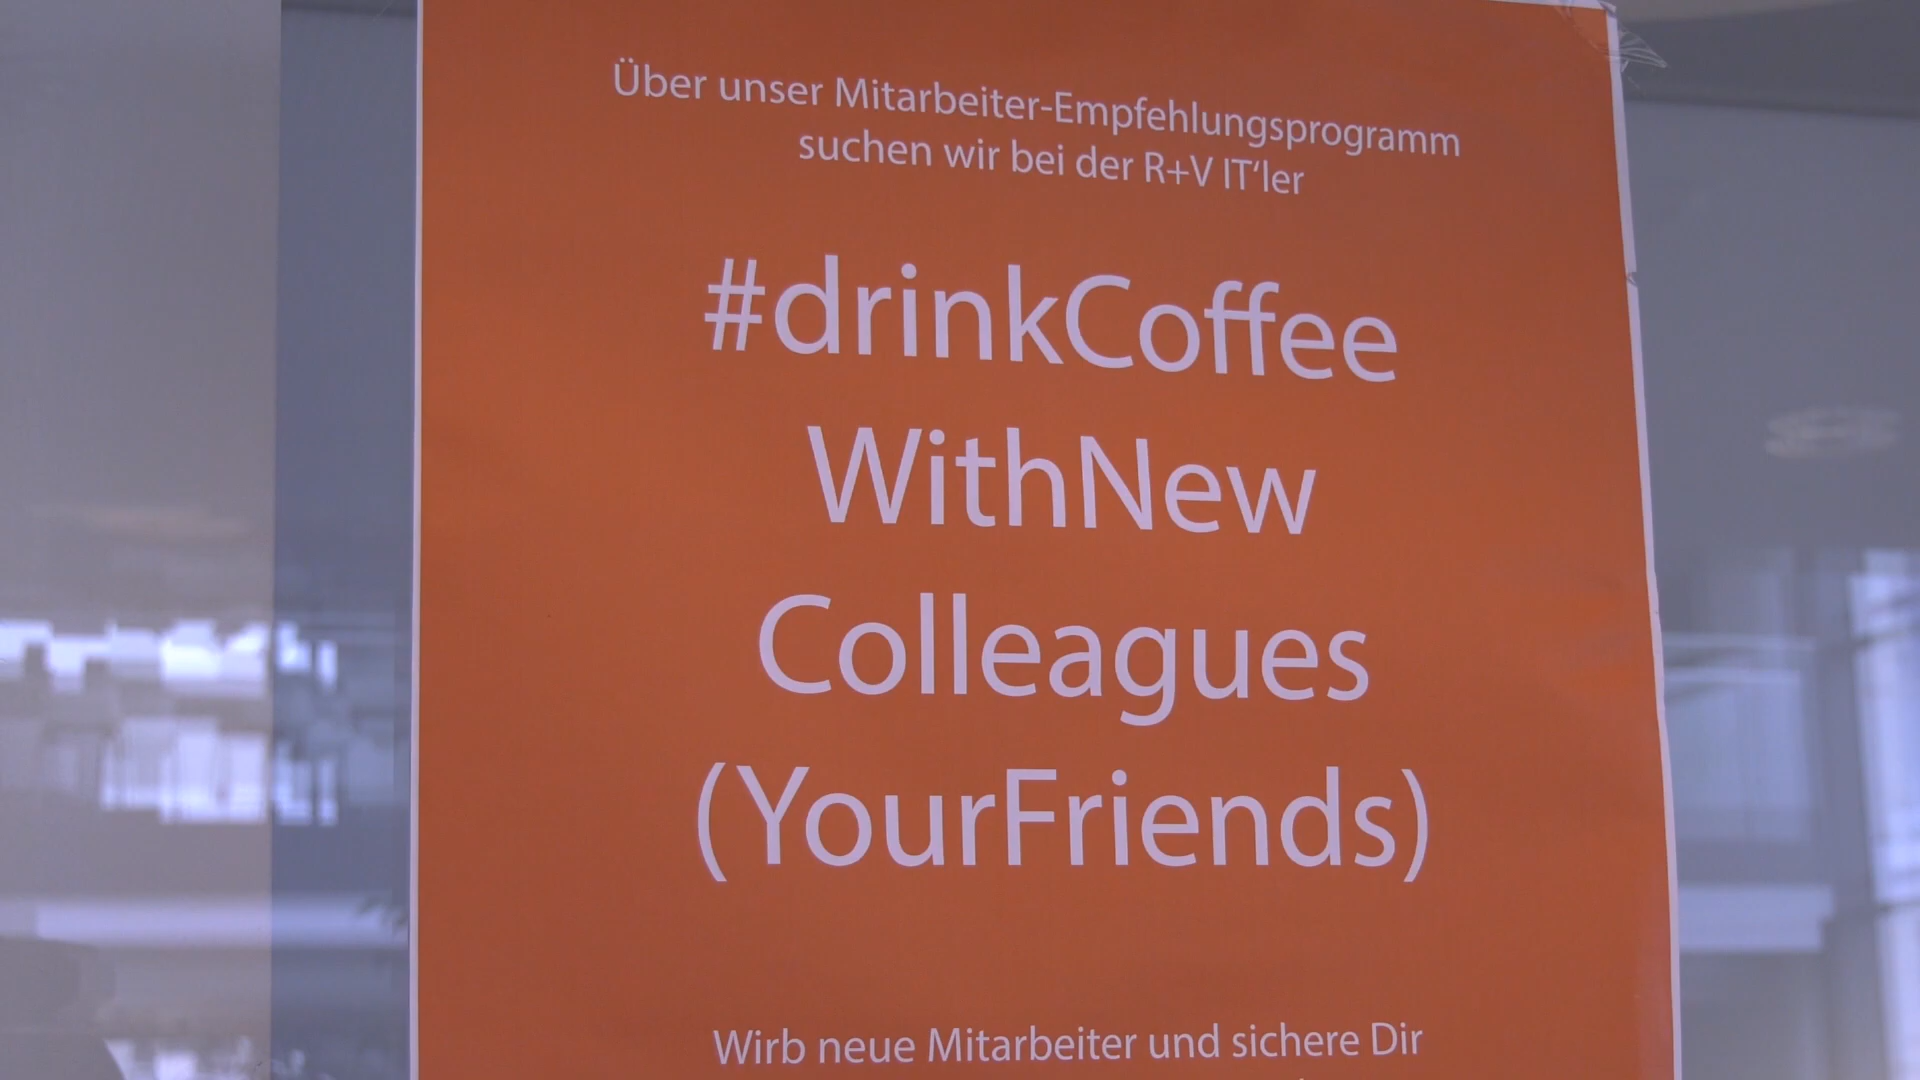 Über unser Mitarbeiter-Empfehlungsprogramm
suchen wir bei der R+V IT‘ler
#drinkCoffee
WithNew
Colleagues
(YourFriends)
Wirb neue Mitarbeiter und sichere Dir